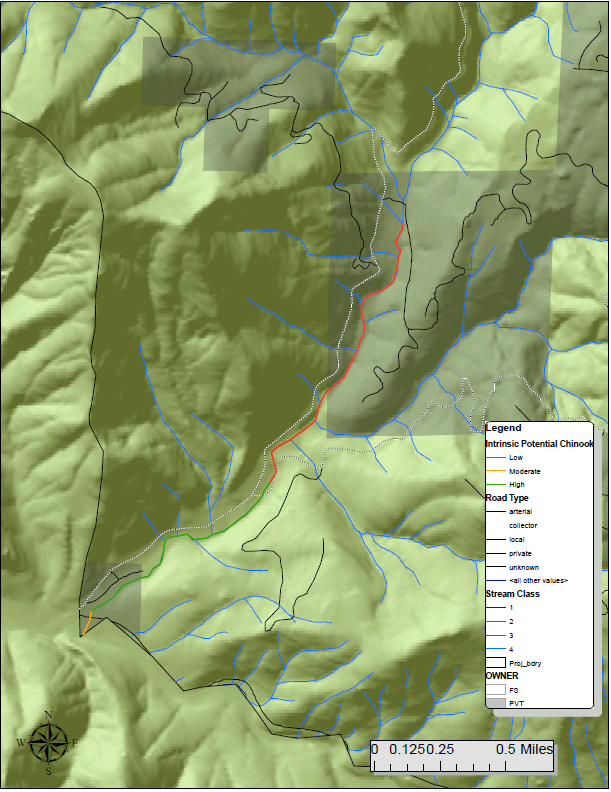 Legend
Intrinsic Potential Chinook
Low
Moderate
High
Road Type
arterial
collector
local
private
unknown
<all other values>
Stream Class
1
2
3
4
Proj_bdry
OWNER
FS
PVT
N
W E
S
0 0.125 0.25 0.5 Miles